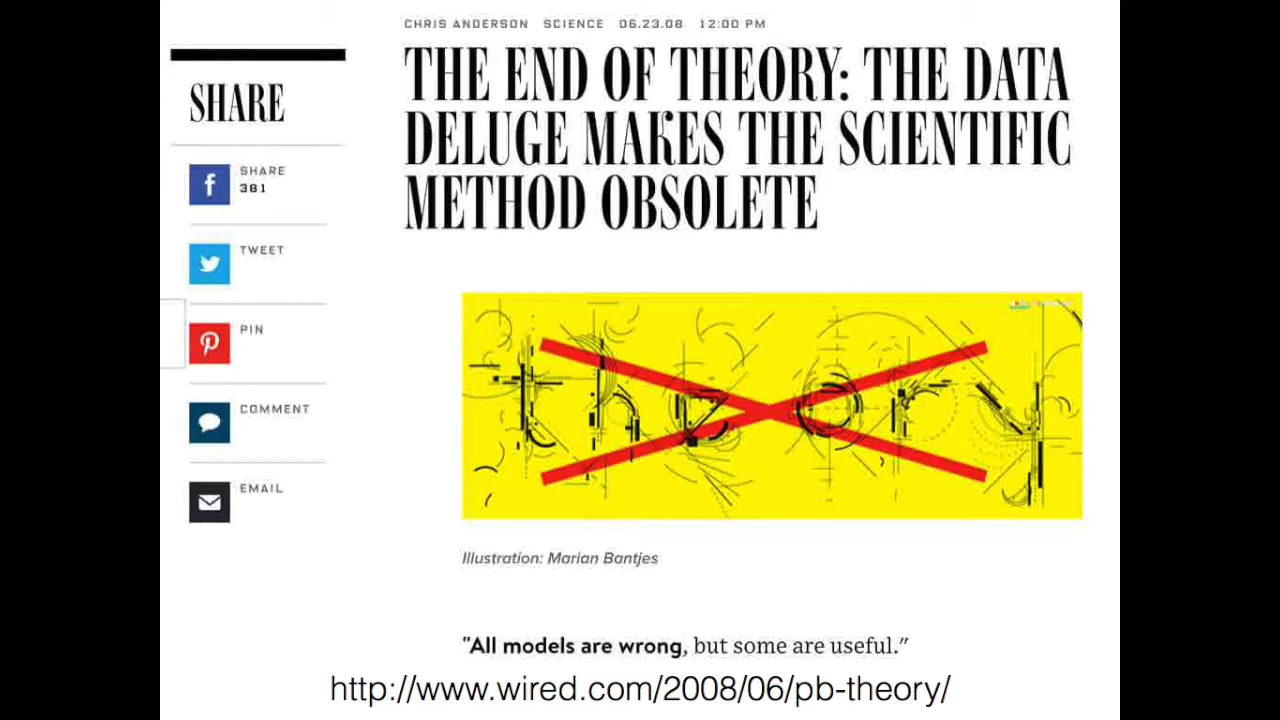 CHRIS ANDERSON SCIENCE 06.23.08 12:00 PM
THE END OF THEORY: THE DATA
DELUGE MAKES THE SCIENTIFIC
METHOD OBSOLETE
SHARE
SHARE
381
TWEET
PIN
COMMENT
EMAIL
theory
Illustration: Marian Bantjes
"All models are wrong, but some are useful."
http://www.wired.com/2008/06/pb-theory/